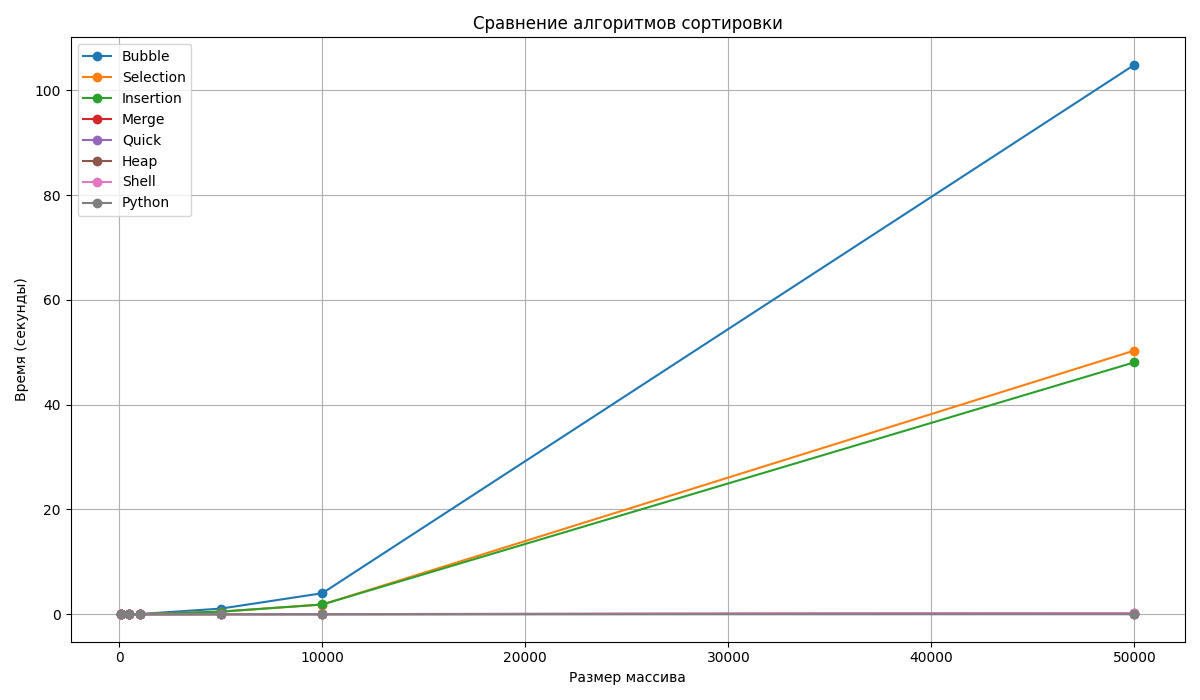 Сравнение алгоритмов сортировки
Bubble
Selection
Insertion
Merge
Quick
Heap
Shell
Python
Время (секунды)
100
80
60
40
20
0
0
10000
20000
30000
40000
50000
Размер массива